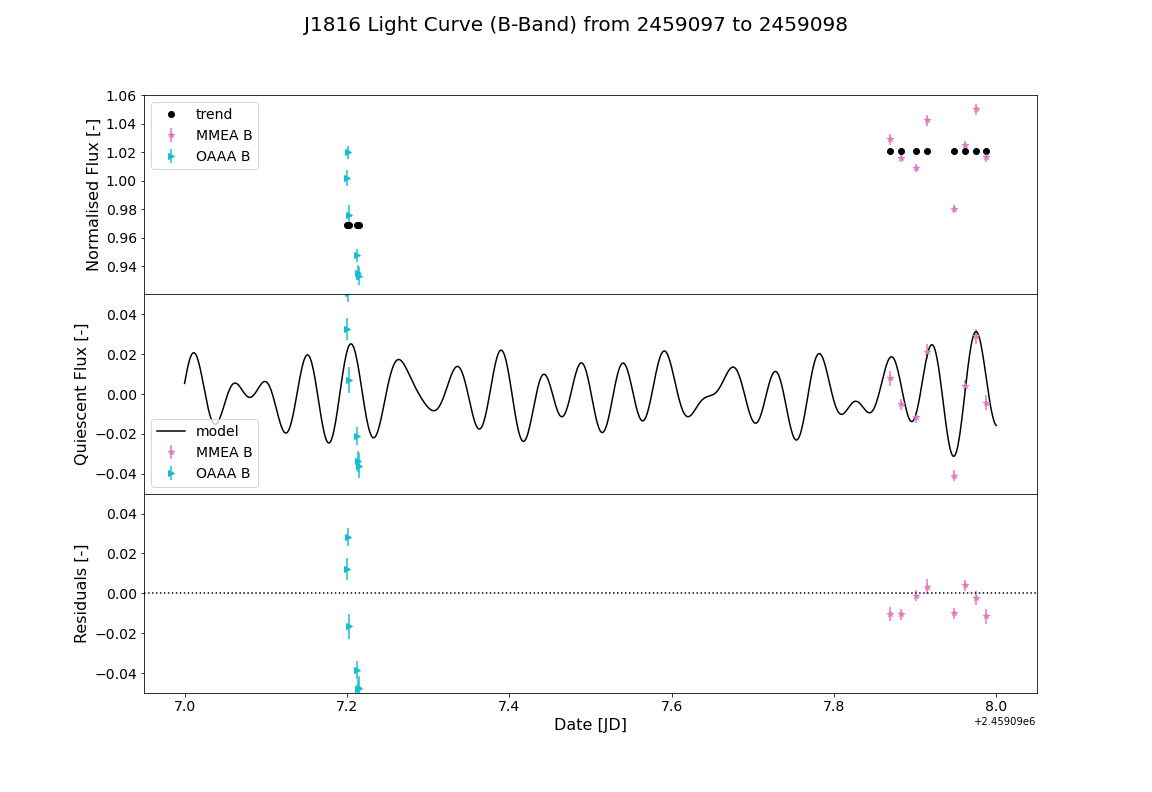 J1816 Light Curve (B-Band) from 2459097 to 2459098
Normalised Flux [-]
1.06
1.04
1.02
1.00
0.98
0.96
0.94
trend
MMEA B
OAAA B
Quiescent Flux [-]
0.04
0.02
0.00
−0.02
−0.04
model
MMEA B
OAAA B
Residuals [-]
0.04
0.02
0.00
−0.02
−0.04
7.0 7.2 7.4 7.6 7.8 8.0
+2.45909e6
Date [JD]